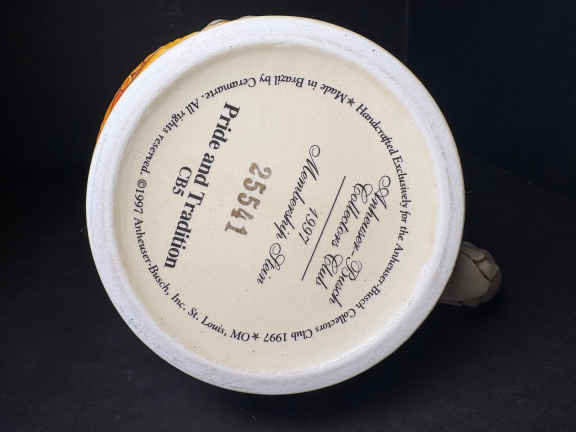 ★ Handcrafted Exclusively for the Anheuser-Busch Collectors Club 1997 ★
Anheuser Busch
Collectors Club
1997
Membership Stein
25541
Pride and Tradition
CB5
Made in Brazil by Ceramarte. All rights reserved. ©1997 Anheuser-Busch, Inc. St. Louis, MO